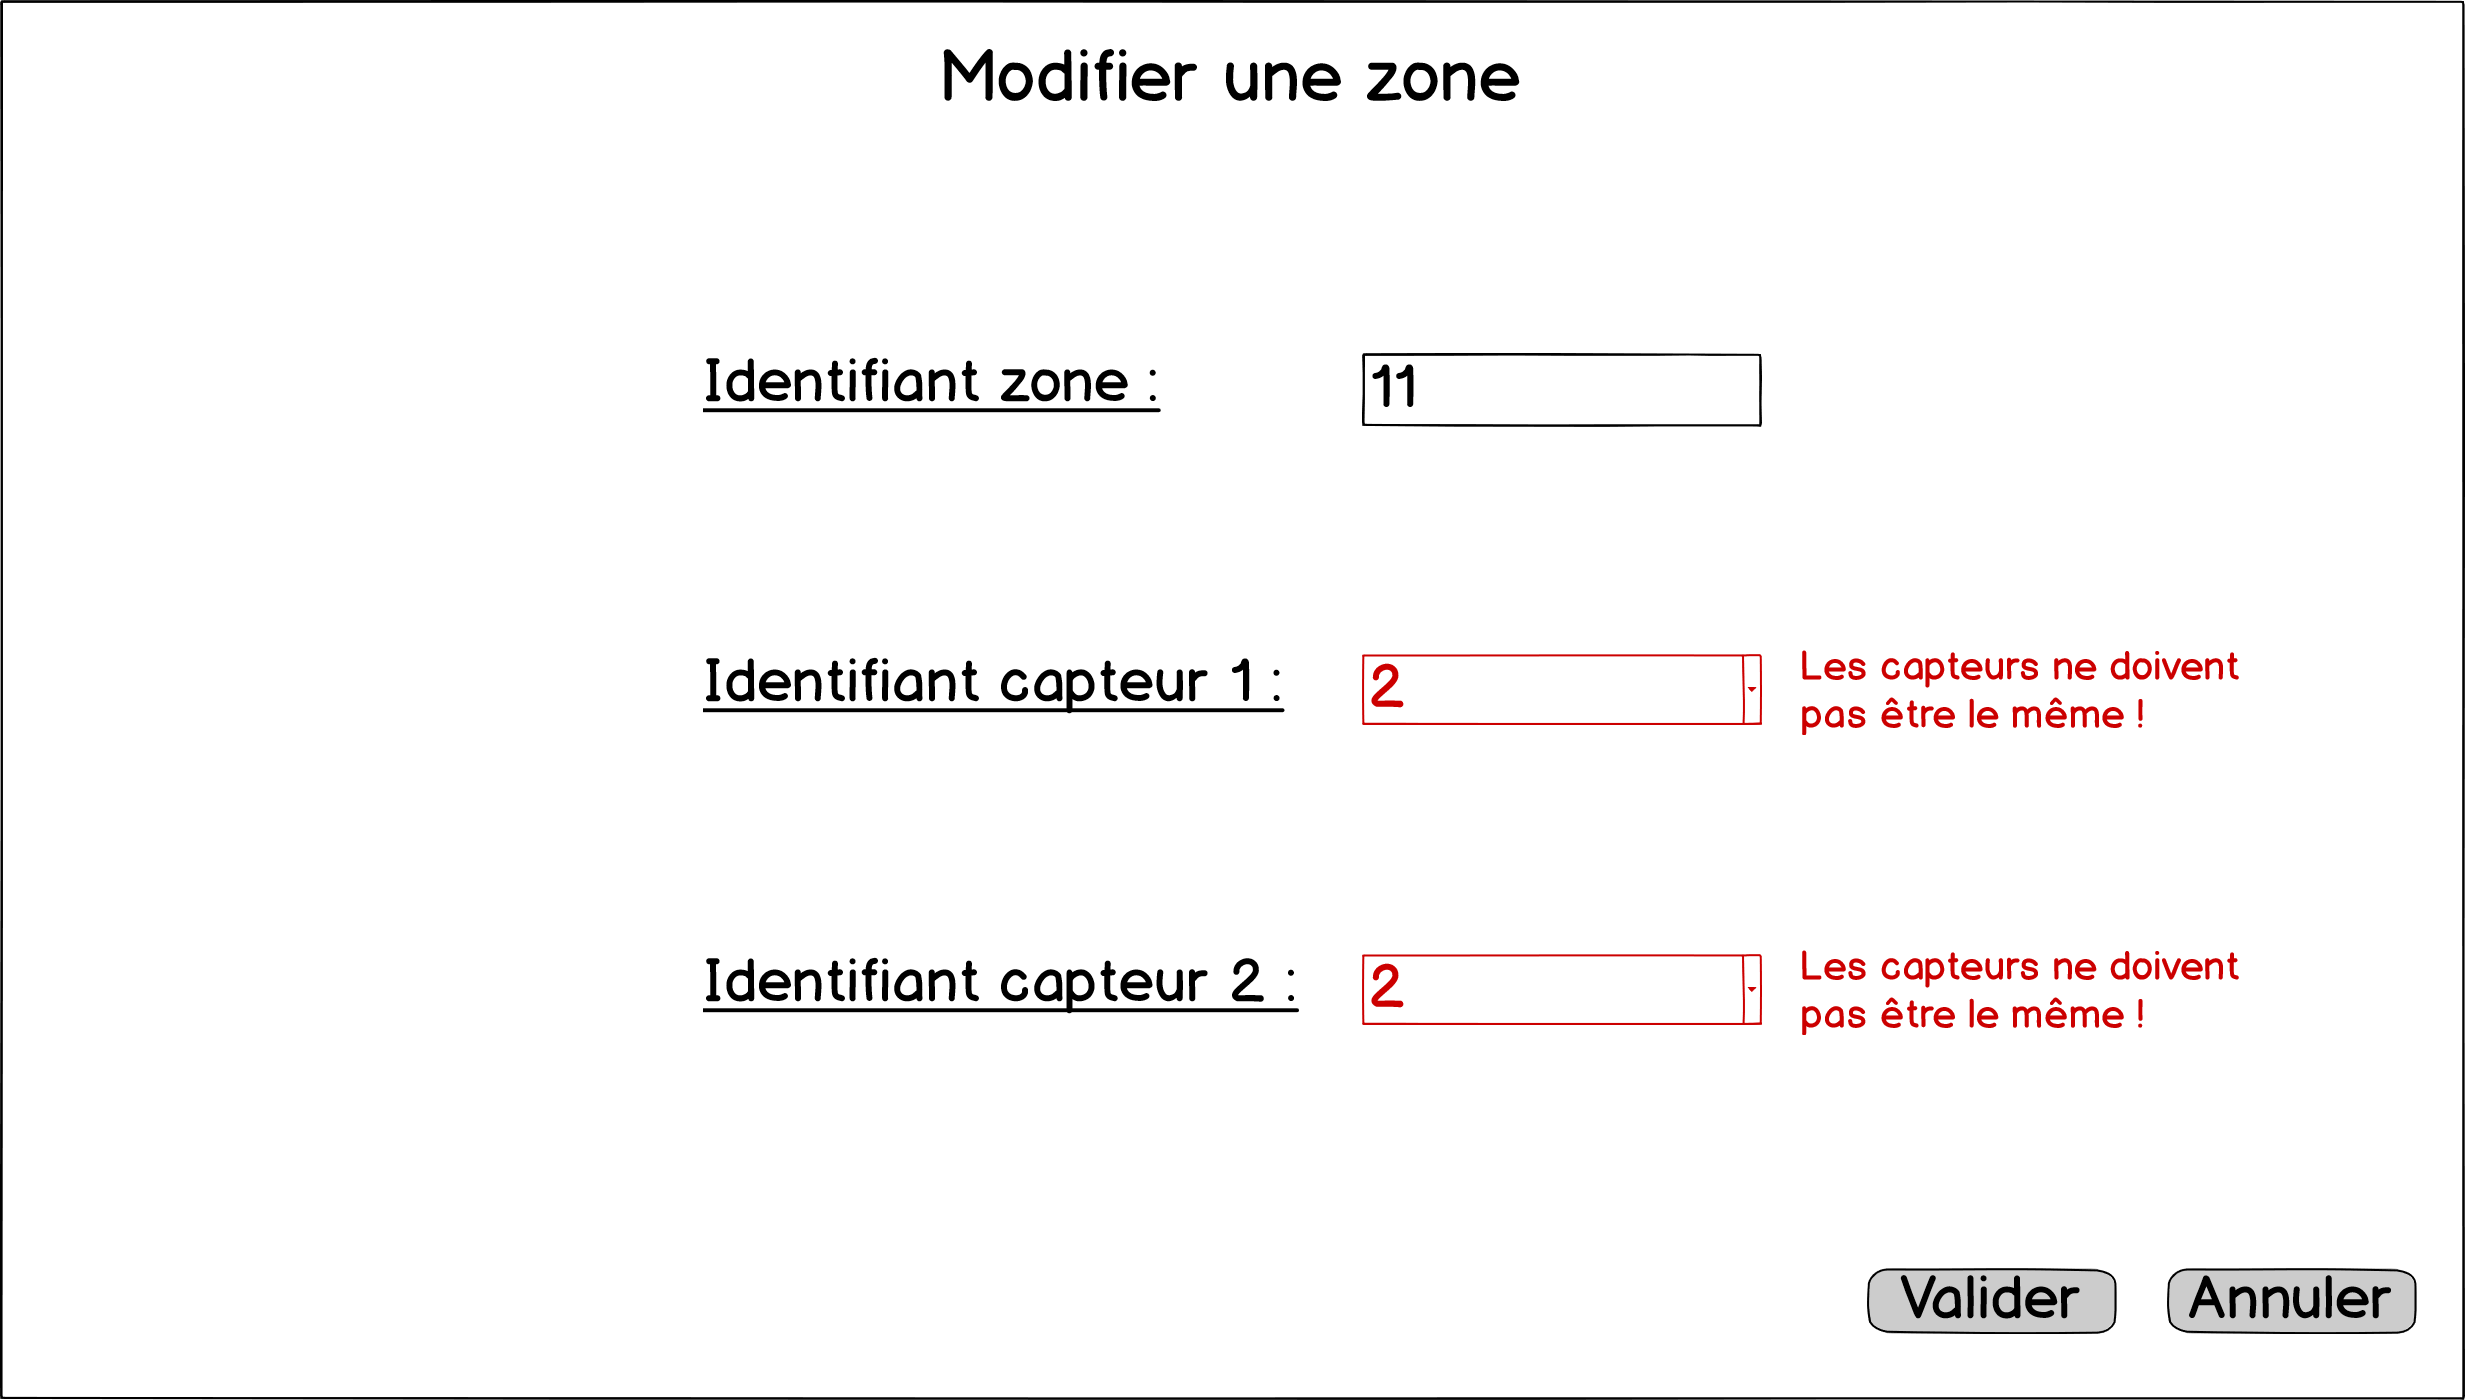 Modifier une zone
Identifiant zone :
11
Identifiant capteur 1 :
2
Les capteurs ne doivent
pas être le même !
Identifiant capteur 2 :
2
Les capteurs ne doivent
pas être le même !
Valider
Annuler